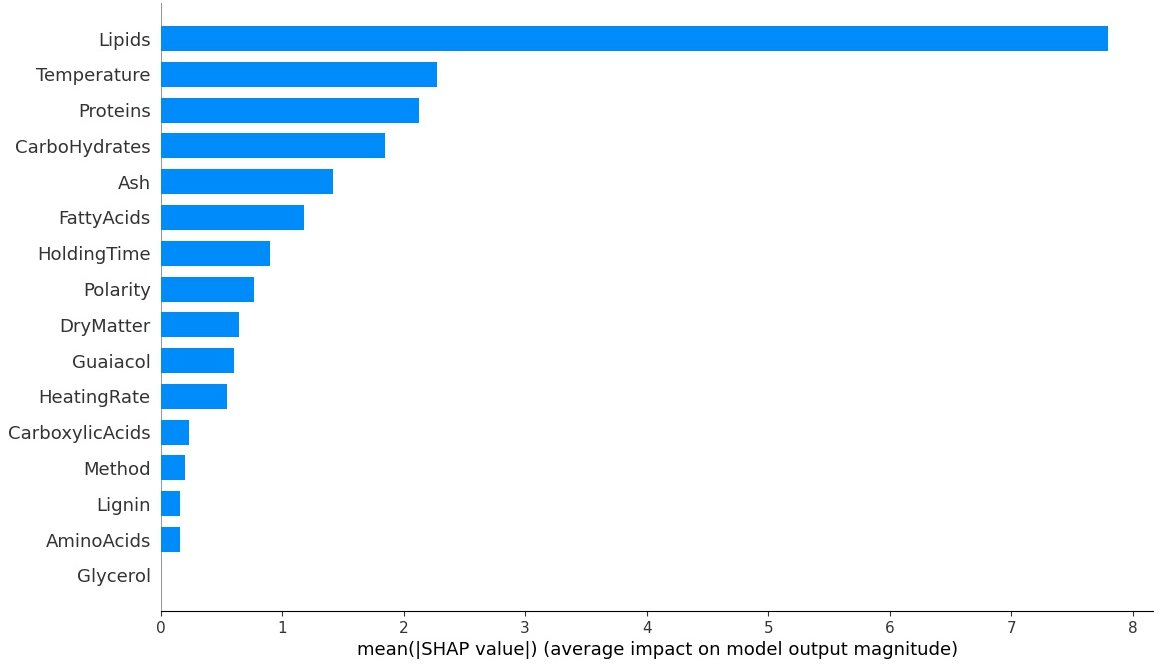 Lipids
Temperature
Proteins
CarboHydrates
Ash
FattyAcids
HoldingTime
Polarity
DryMatter
Guaiacol
HeatingRate
CarboxylicAcids
Method
Lignin
AminoAcids
Glycerol
0 1 2 3 4 5 6 7 8
mean(|SHAP value|) (average impact on model output magnitude)